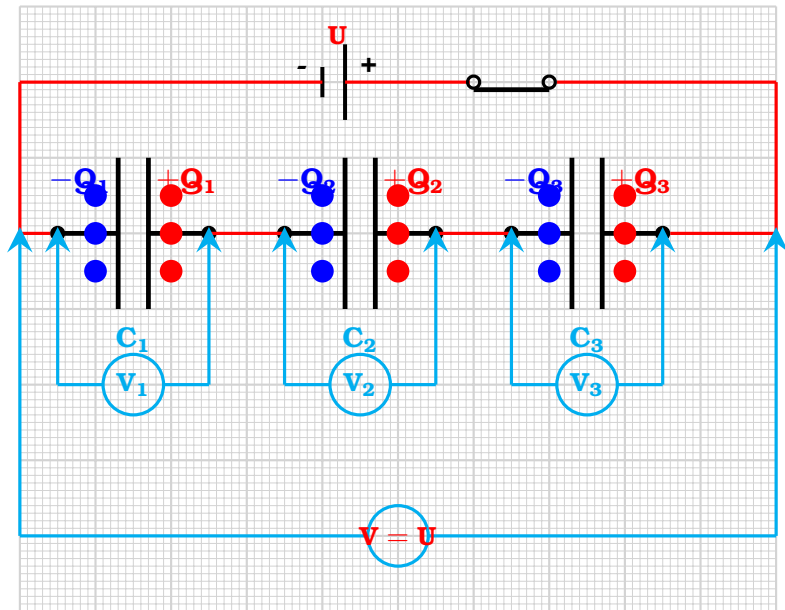 U
- +
−Q₁ +Q₁ −Q₂ +Q₂ −Q₃ +Q₃
C₁ C₂ C₃
V₁ V₂ V₃
V = U